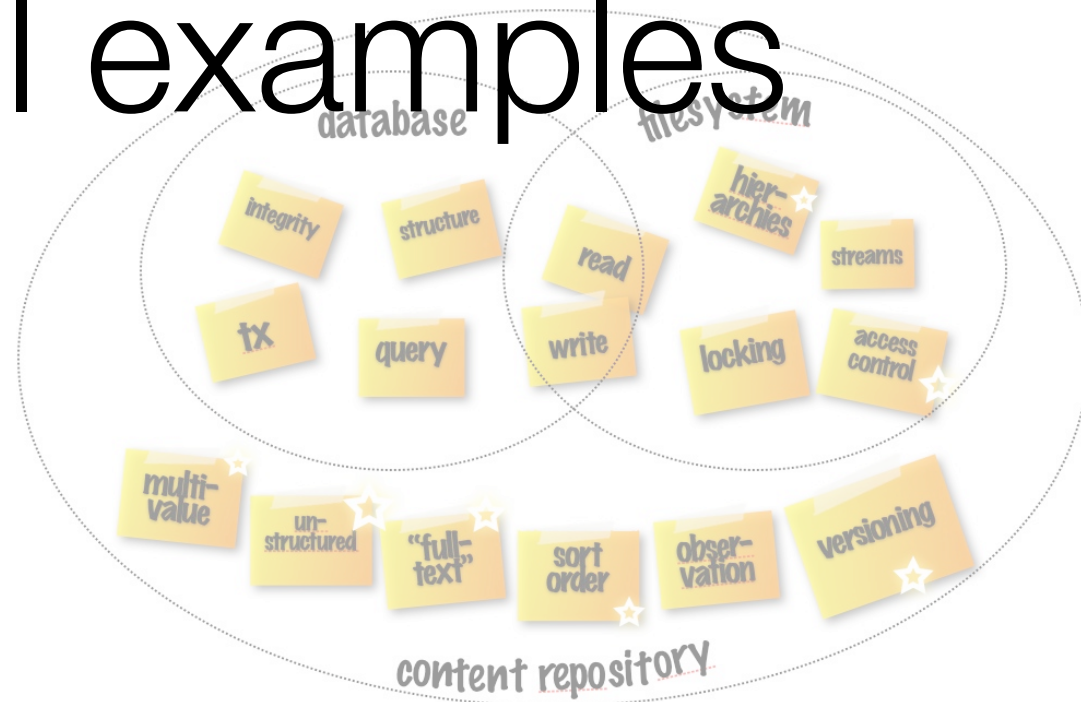 l examples
database
filesystem
integrity
structure
read
hier-
archies
streams
tx
query
write
locking
access
control
multi-
value
un-
structured
“full-
text”
sort
order
obser-
vation
versioning
content repository